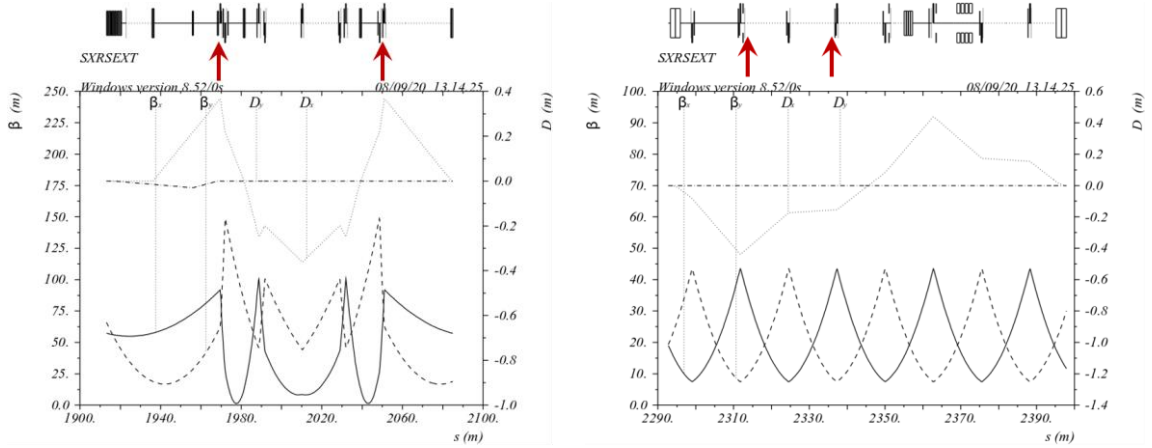 SXRSEXT
Windows version 8.52/0s 08/09/20 13.14.25
β (m)
250.
225.
200.
175.
150.
125.
100.
75.
50.
25.
0.0
1900. 1940. 1980. 2020. 2060. 2100.
s (m)
βx βy Dy Dx
D (m)
0.4
0.2
0.0
-0.2
-0.4
-0.6
-0.8
-1.0
SXRSEXT
Windows version 8.52/0s 08/09/20 13.14.25
β (m)
100.
90.
80.
70.
60.
50.
40.
30.
20.
10.
0.0
2290. 2310. 2330. 2350. 2370. 2390.
s (m)
βx βy Dx Dy
D (m)
0.6
0.4
0.2
0.0
-0.2
-0.4
-0.6
-0.8
-1.0
-1.2
-1.4